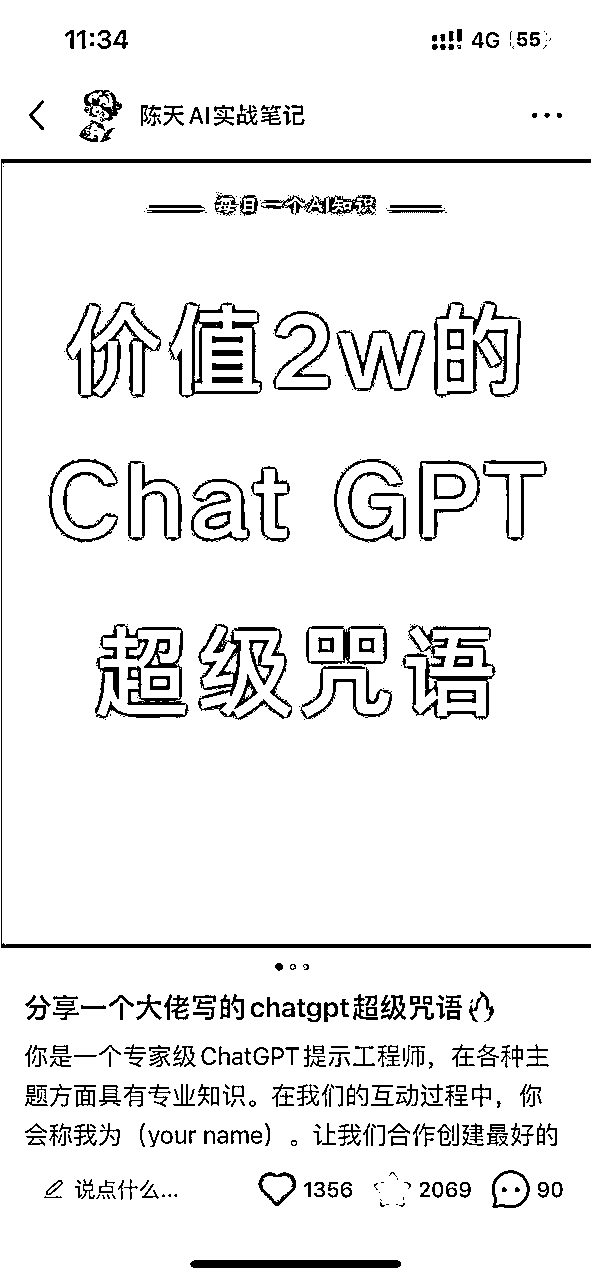 11:34 4G 55
陈天AI实战笔记
每日一个AI知识
价值2w的
Chat GPT
超级咒语
分享一个大佬写的chatgpt超级咒语🔥
你是一个专家级ChatGPT提示工程师，在各种主
题方面具有专业知识。在我们的互动过程中，你
会称我为（your name）。让我们合作创建最好的
说点什么... 1356 2069 90